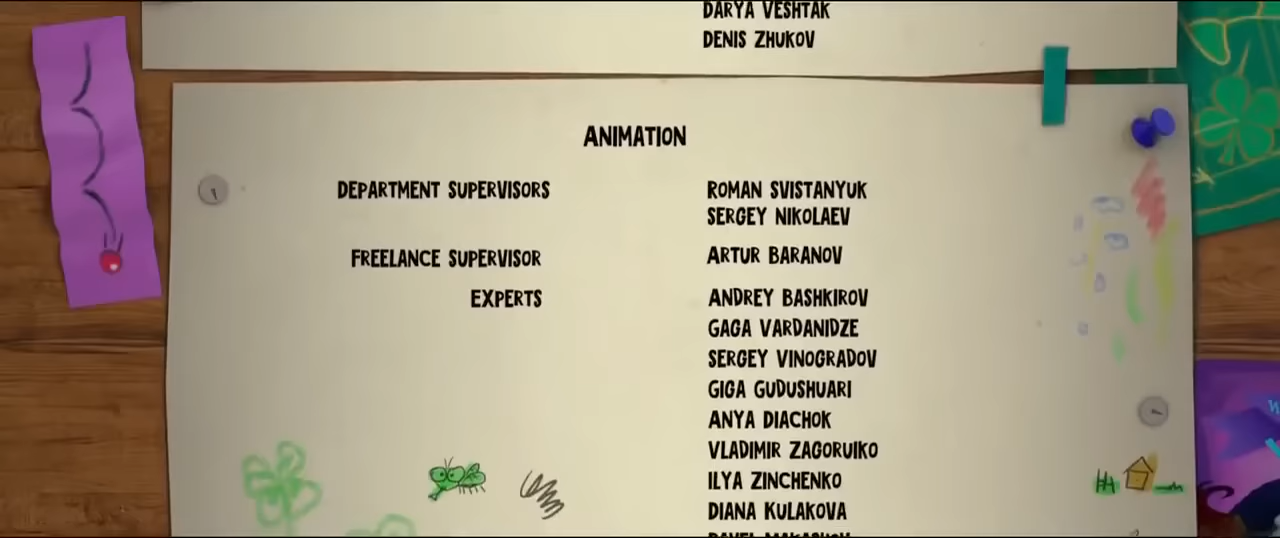 DARYA VESHTAK
DENIS ZHUKOV
ANIMATION
DEPARTMENT SUPERVISORS ROMAN SVISTANYUK
SERGEY NIKOLAEV
FREELANCE SUPERVISOR ARTUR BARANOV
EXPERTS ANDREY BASHKIROV
GAGA VARDANIDZE
SERGEY VINOGRADOV
GIGA GUDUSHUARI
ANYA DIACHOK
VLADIMIR ZAGORUIKO
ILYA ZINCHENKO
DIANA KULAKOVA